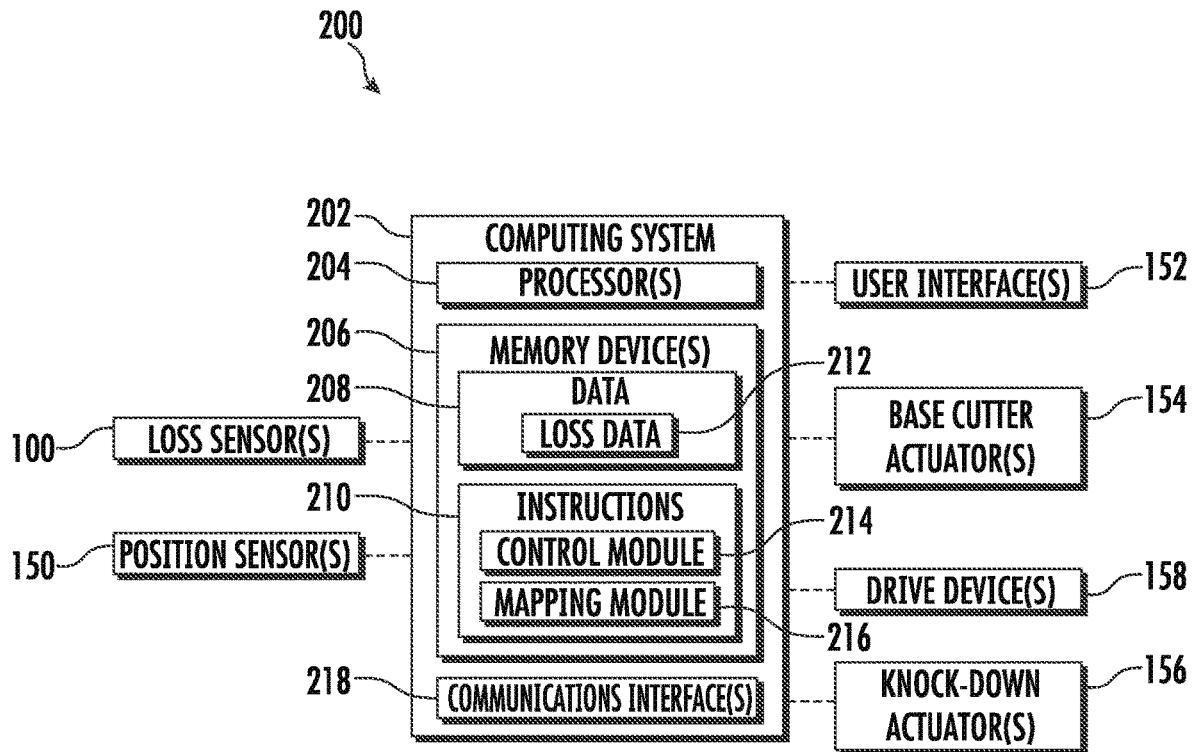 200
202
COMPUTING SYSTEM
204
PROCESSOR(S)
USER INTERFACE(S)
152
206
MEMORY DEVICE(S)
212
208
DATA
LOSS DATA
BASE CUTTER
ACTUATOR(S)
154
100
LOSS SENSOR(S)
210
INSTRUCTIONS
214
CONTROL MODULE
150
POSITION SENSOR(S)
MAPPING MODULE
216
DRIVE DEVICE(S)
158
218
COMMUNICATIONS INTERFACE(S)
KNOCK-DOWN
ACTUATOR(S)
156